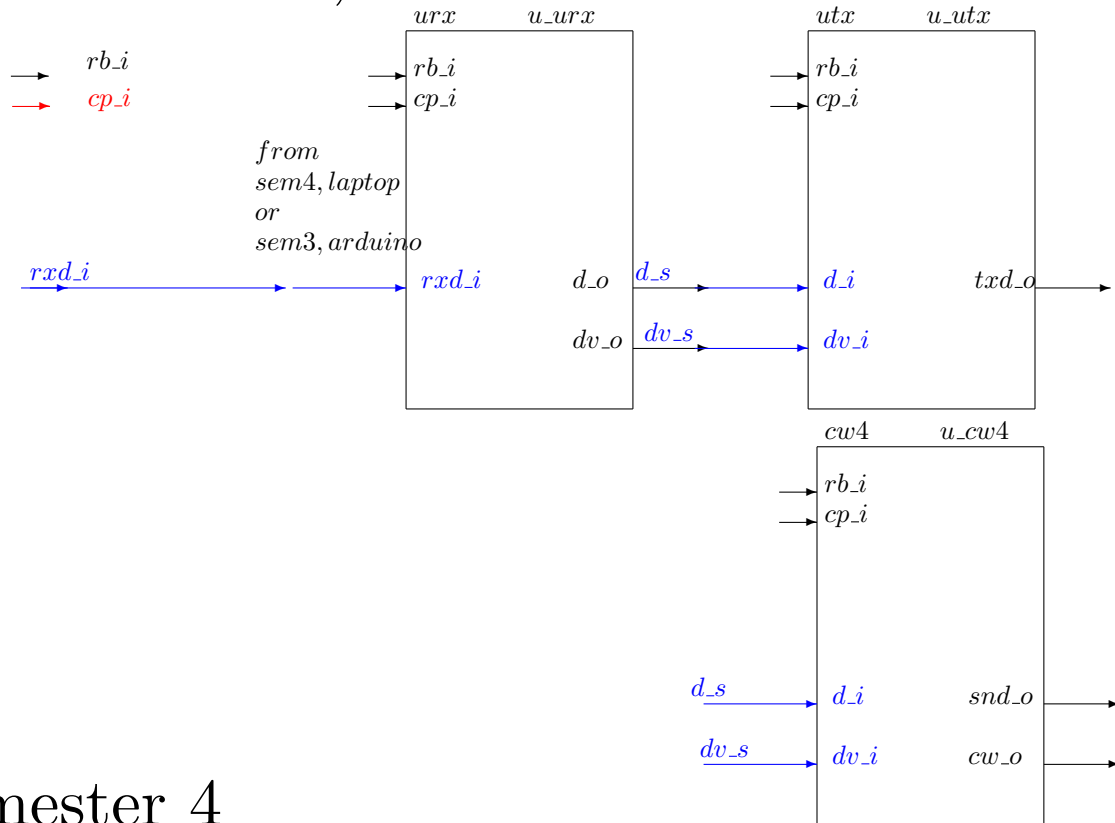 urx u_urx utx u_utx
rb_i rb_i rb_i
cp_i cp_i cp_i
from
sem4, laptop
or
sem3, arduino
rxd_i rxd_i d_o d_s d_i txd_o
dv_o dv_s dv_i
cw4 u_cw4
rb_i
cp_i
d_s d_i snd_o
dv_s dv_i cw_o
mester 4